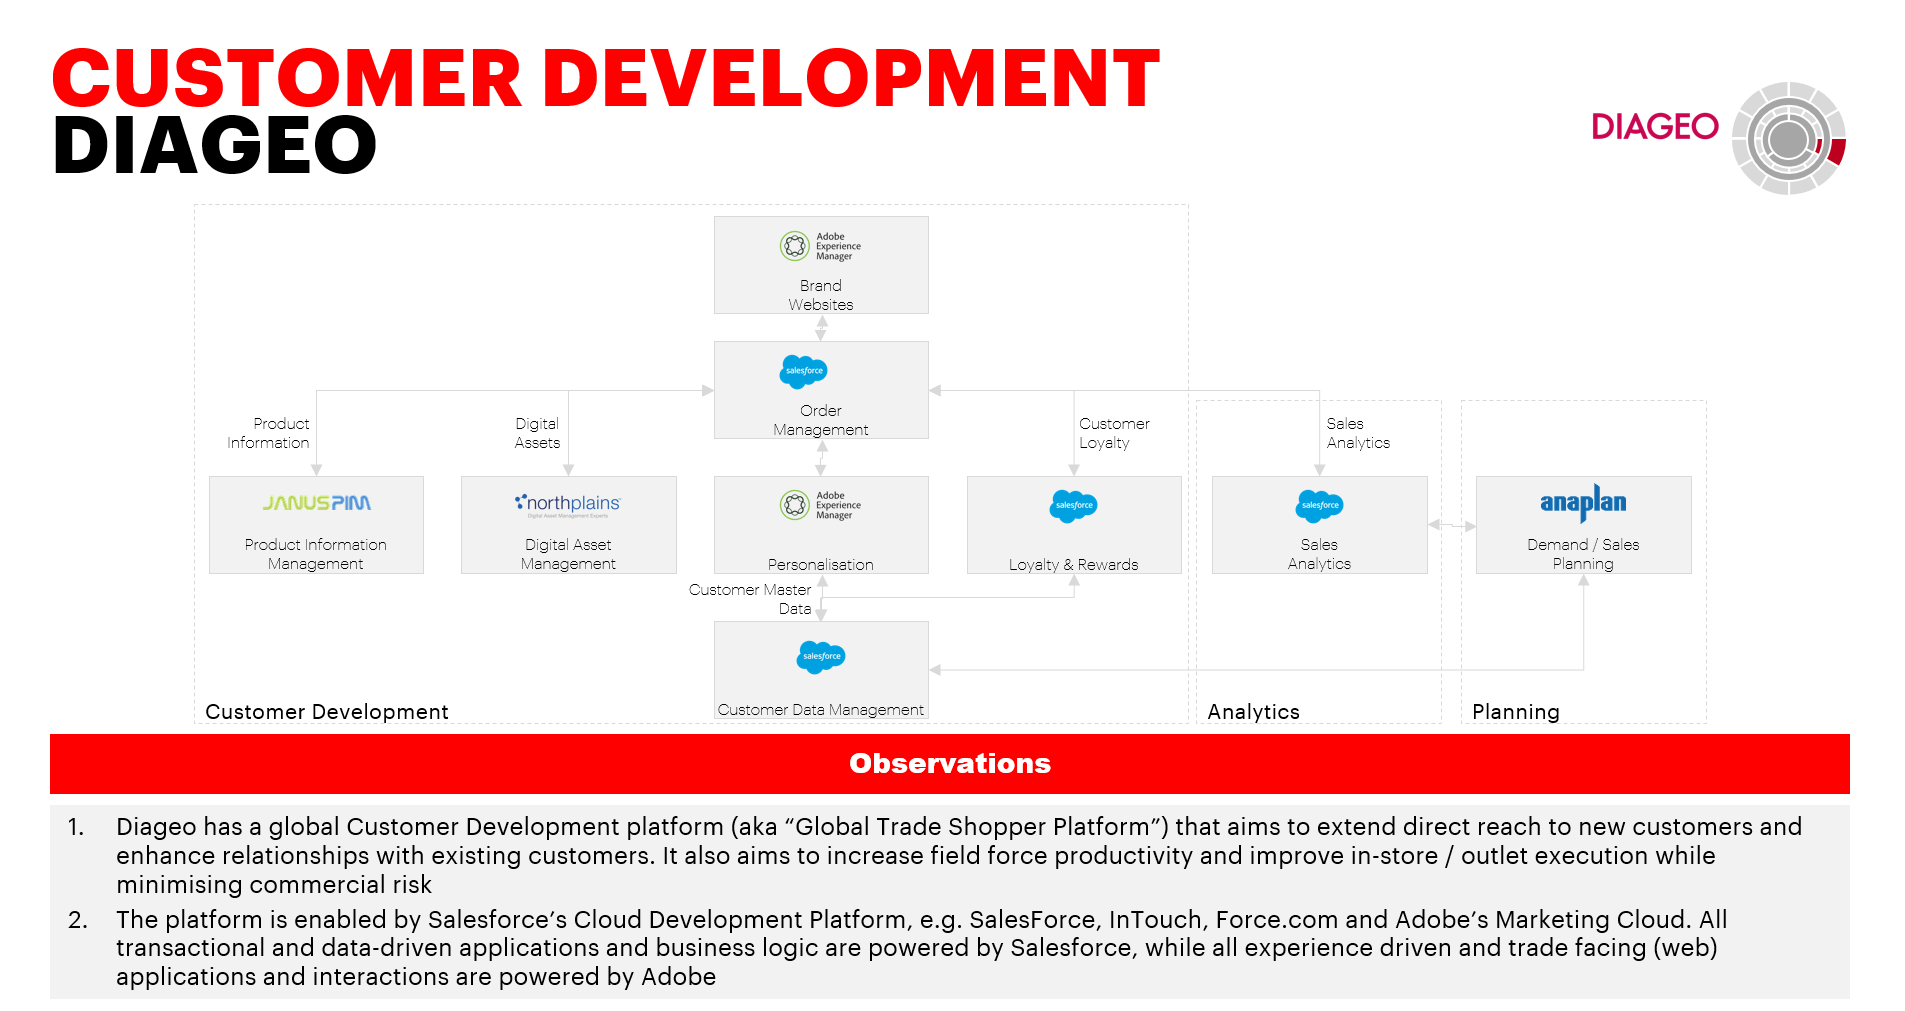 CUSTOMER DEVELOPMENT
DIAGEO
DIAGEO
Adobe
Experience
Manager
Brand
Websites
salesforce
Order
Management
Product
Information
Digital
Assets
Customer
Loyalty
Sales
Analytics
JANUSPIM
Product Information
Management
northplains
Digital Asset Management Experts
Digital Asset
Management
Adobe
Experience
Manager
Personalisation
salesforce
Loyalty & Rewards
salesforce
Sales
Analytics
anaplan
Demand / Sales
Planning
Customer Master
Data
salesforce
Customer Data Management
Customer Development
Analytics
Planning
Observations
1. Diageo has a global Customer Development platform (aka “Global Trade Shopper Platform”) that aims to extend direct reach to new customers and
enhance relationships with existing customers. It also aims to increase field force productivity and improve in-store / outlet execution while
minimising commercial risk
2. The platform is enabled by Salesforce’s Cloud Development Platform, e.g. SalesForce, InTouch, Force.com and Adobe’s Marketing Cloud. All
transactional and data-driven applications and business logic are powered by Salesforce, while all experience driven and trade facing (web)
applications and interactions are powered by Adobe